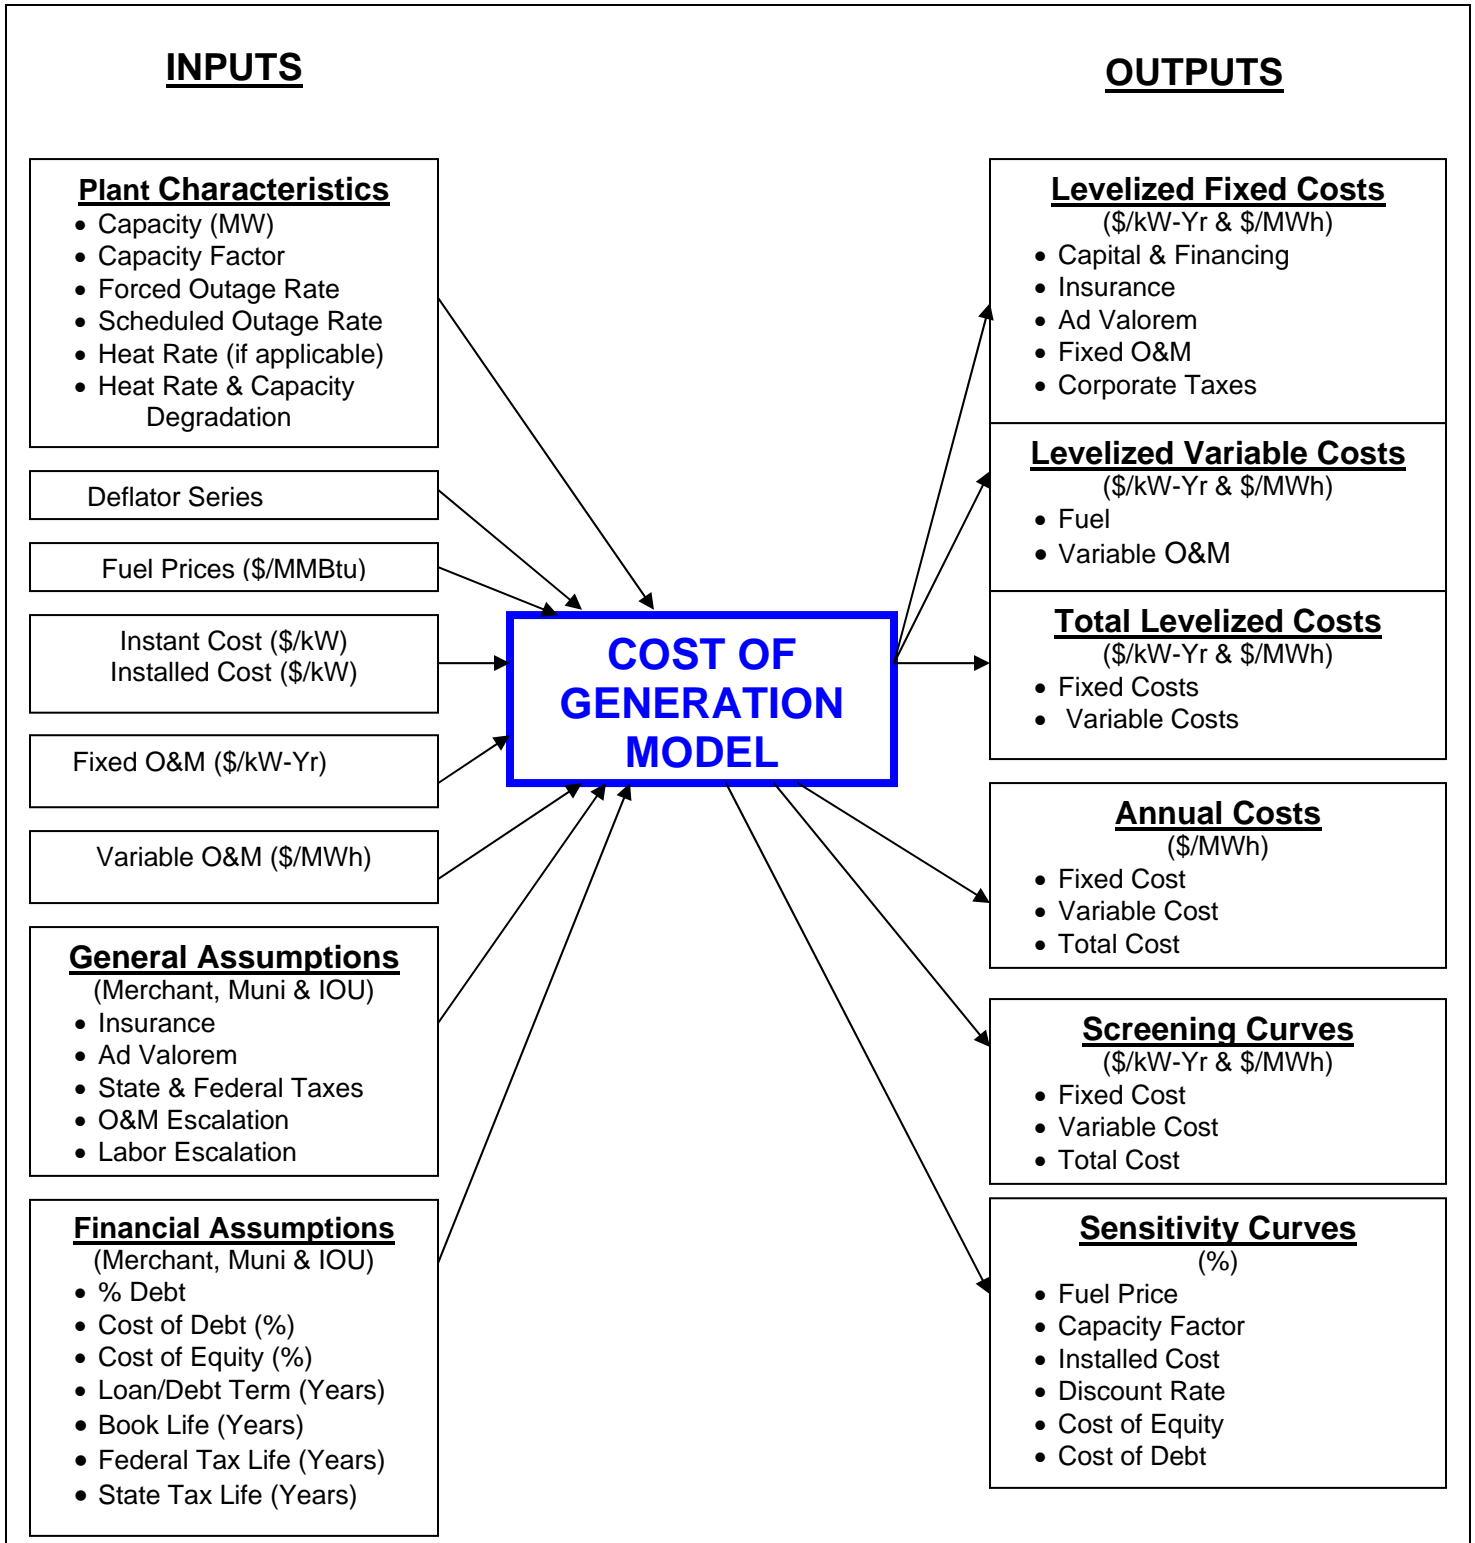 INPUTS
OUTPUTS
Plant Characteristics
• Capacity (MW)
• Capacity Factor
• Forced Outage Rate
• Scheduled Outage Rate
• Heat Rate (if applicable)
• Heat Rate & Capacity
Degradation
Deflator Series
Fuel Prices ($/MMBtu)
Instant Cost ($/kW)
Installed Cost ($/kW)
Fixed O&M ($/kW-Yr)
Variable O&M ($/MWh)
General Assumptions
(Merchant, Muni & IOU)
• Insurance
• Ad Valorem
• State & Federal Taxes
• O&M Escalation
• Labor Escalation
Financial Assumptions
(Merchant, Muni & IOU)
• % Debt
• Cost of Debt (%)
• Cost of Equity (%)
• Loan/Debt Term (Years)
• Book Life (Years)
• Federal Tax Life (Years)
• State Tax Life (Years)
COST OF
GENERATION
MODEL
Levelized Fixed Costs
($/kW-Yr & $/MWh)
• Capital & Financing
• Insurance
• Ad Valorem
• Fixed O&M
• Corporate Taxes
Levelized Variable Costs
($/kW-Yr & $/MWh)
• Fuel
• Variable O&M
Total Levelized Costs
($/kW-Yr & $/MWh)
• Fixed Costs
• Variable Costs
Annual Costs
($/MWh)
• Fixed Cost
• Variable Cost
• Total Cost
Screening Curves
($/kW-Yr & $/MWh)
• Fixed Cost
• Variable Cost
• Total Cost
Sensitivity Curves
(%)
• Fuel Price
• Capacity Factor
• Installed Cost
• Discount Rate
• Cost of Equity
• Cost of Debt